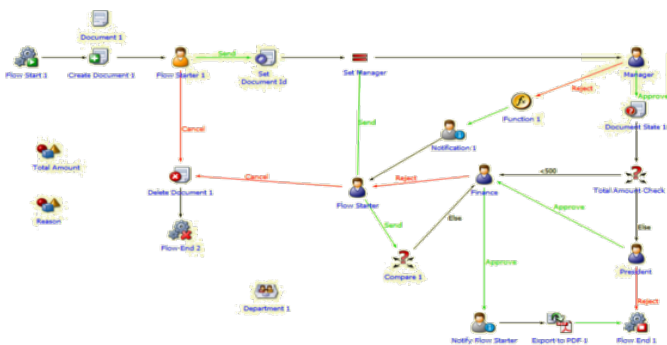 Document 1
Flow Start 1
Create Document 1
Flow Starter 1
Send
Set
Document Id
Set Manager
Manager
Reject
Approve
Function 1
Document State 1
Cancel
Send
Notification 1
Total Amount
Delete Document 1
Cancel
Flow Starter
Reject
Finance
<500
Total Amount Check
Reason
Send
Else
Approve
Else
Flow-End 2
Compare 1
President
Approve
Department 1
Reject
Notify Flow Starter
Export to PDF 1
Flow End 1